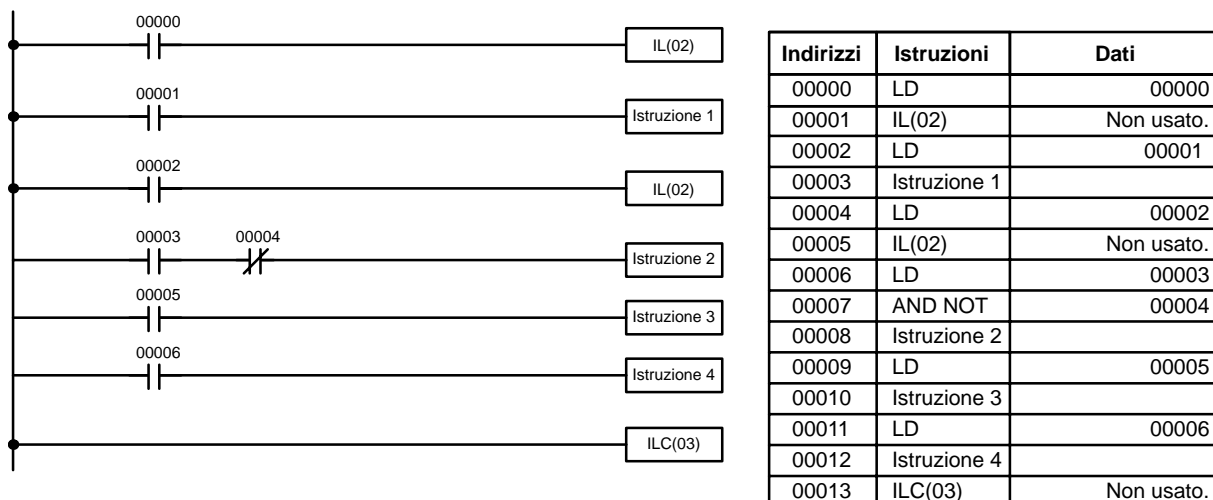 00000
IL(02)
00001
Istruzione 1
00002
IL(02)
00003 00004
Istruzione 2
00005
Istruzione 3
00006
Istruzione 4
ILC(03)
Indirizzi Istruzioni Dati
00000 LD 00000
00001 IL(02) Non usato.
00002 LD 00001
00003 Istruzione 1
00004 LD 00002
00005 IL(02) Non usato.
00006 LD 00003
00007 AND NOT 00004
00008 Istruzione 2
00009 LD 00005
00010 Istruzione 3
00011 LD 00006
00012 Istruzione 4
00013 ILC(03) Non usato.